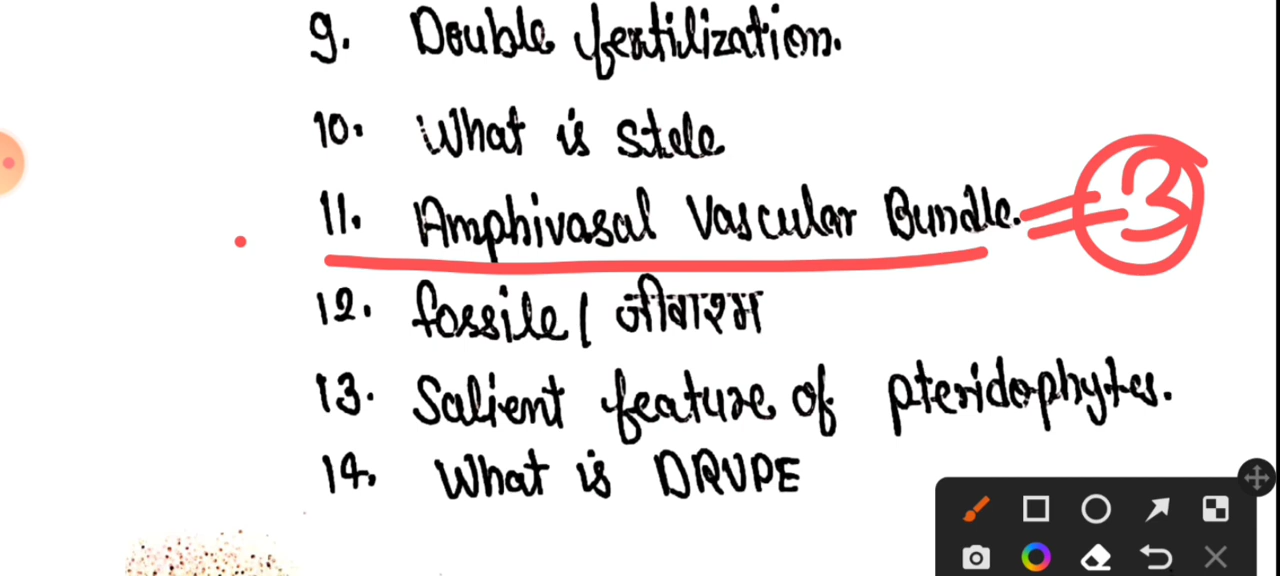 9. Double fertilization.
10. What is stele
11. Amphivasal Vascular Bundle. = 3
12. fossile / जीवाश्म
13. Salient feature of pteridophytes.
14. What is DRUPE